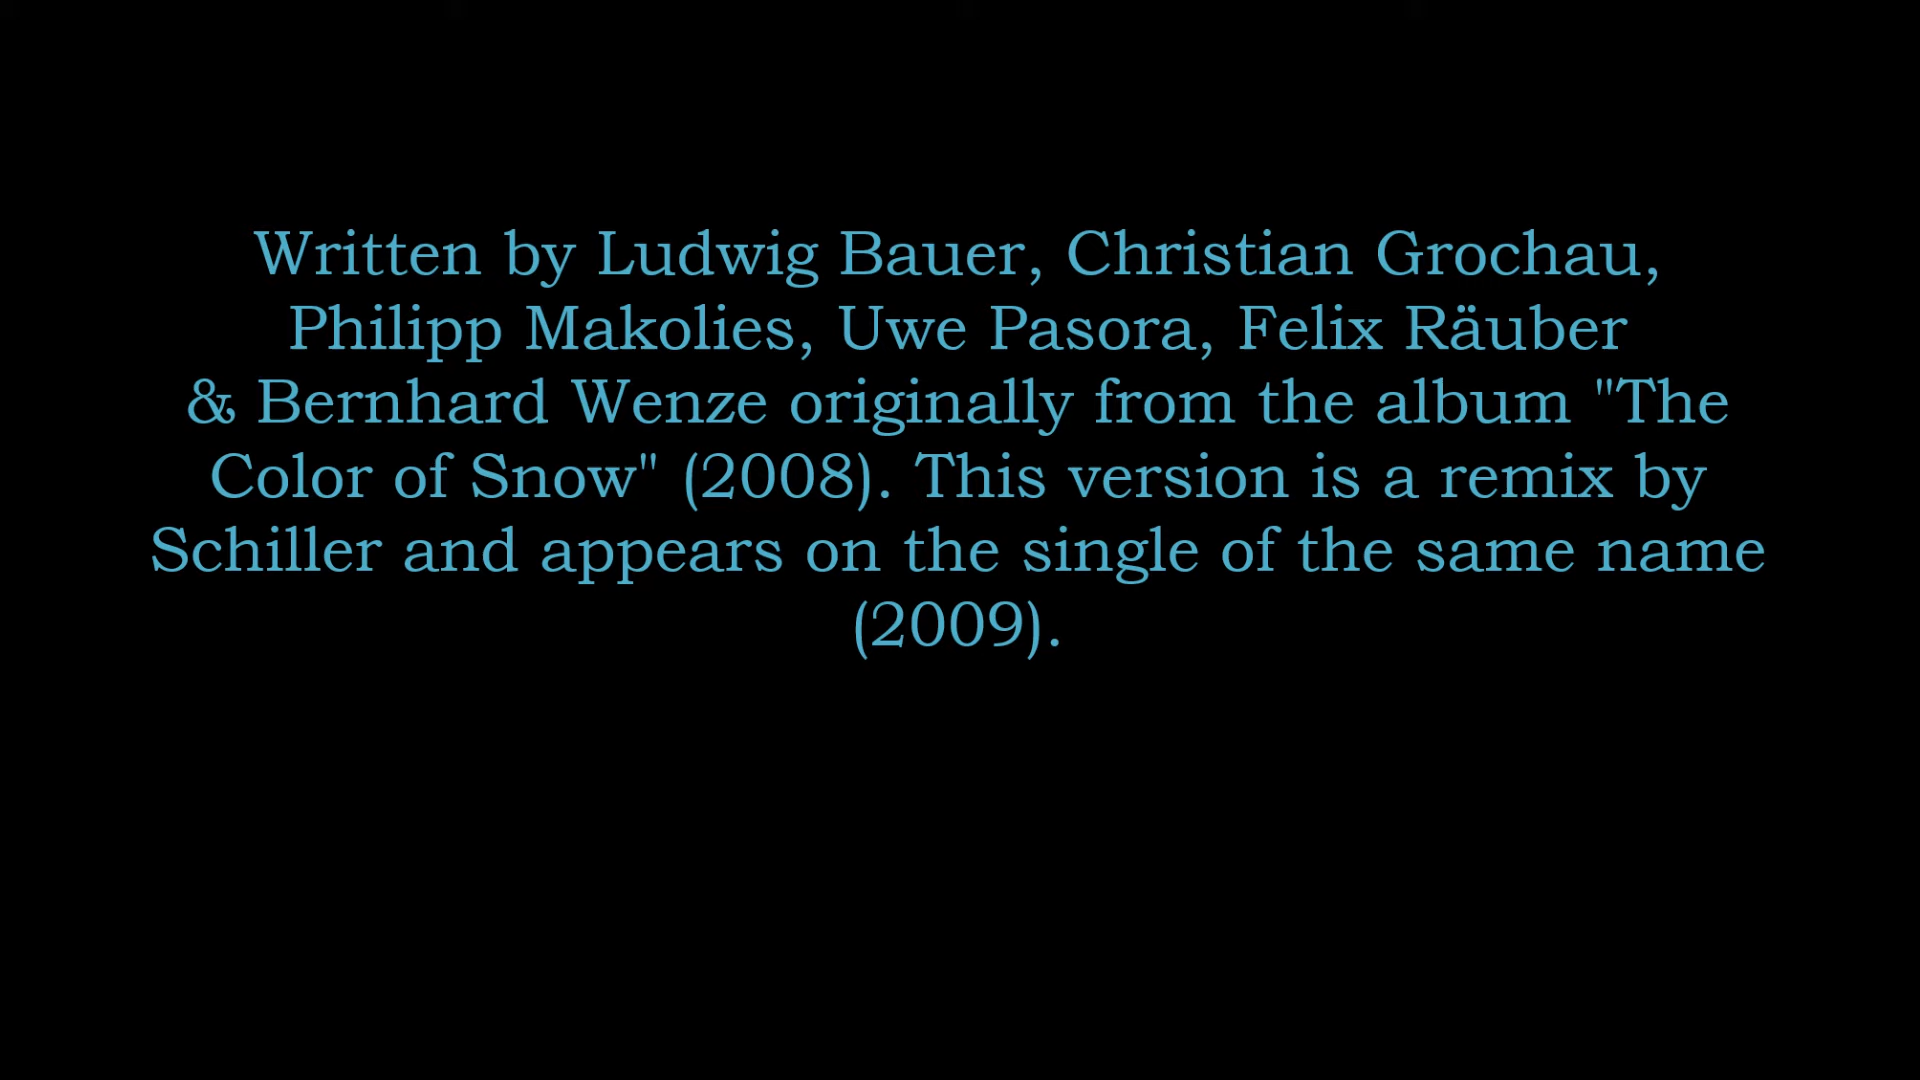 Written by Ludwig Bauer, Christian Grochau,
Philipp Makolies, Uwe Pasora, Felix Räuber
& Bernhard Wenze originally from the album "The
Color of Snow" (2008). This version is a remix by
Schiller and appears on the single of the same name
(2009).